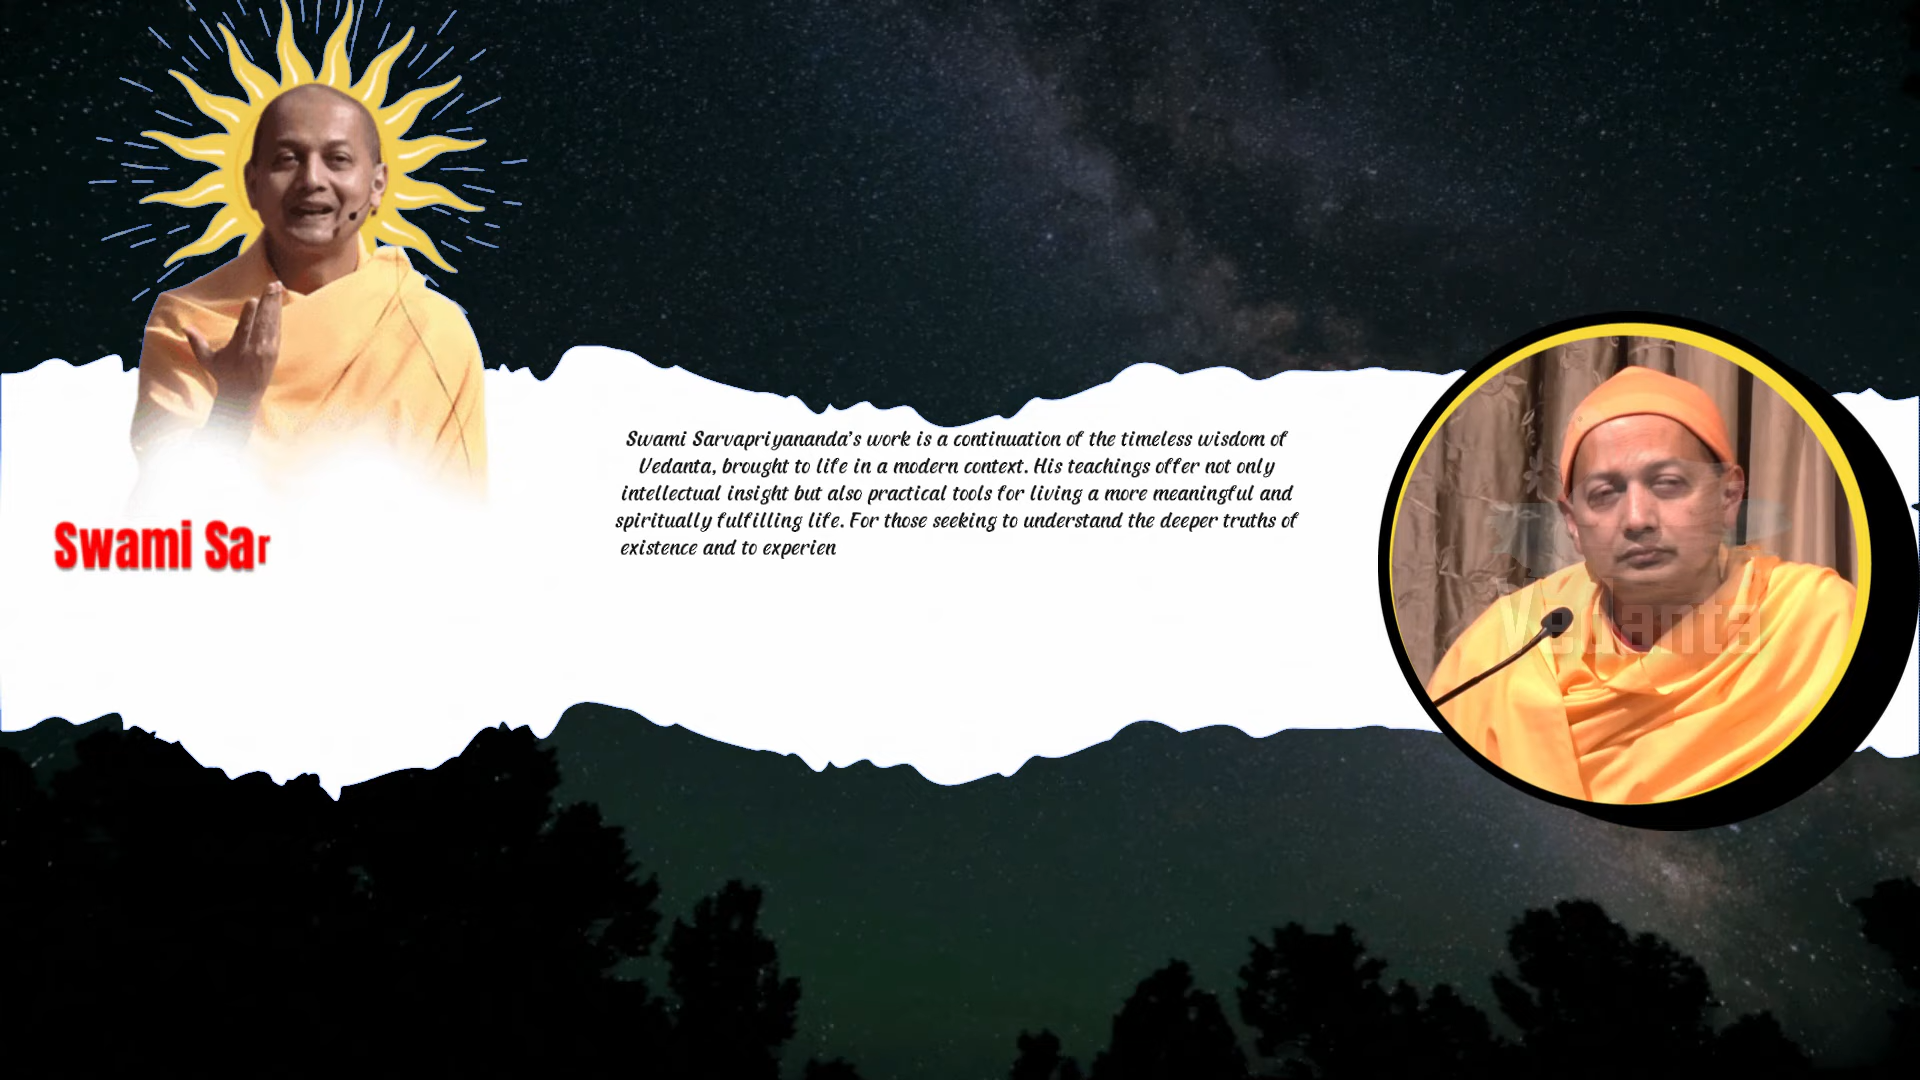 Swami Sarvapriyananda's work is a continuation of the timeless wisdom of
Vedanta, brought to life in a modern context. His teachings offer not only
intellectual insight but also practical tools for living a more meaningful and
spiritually fulfilling life. For those seeking to understand the deeper truths of
existence and to experien
Swami Sar
Vedanta